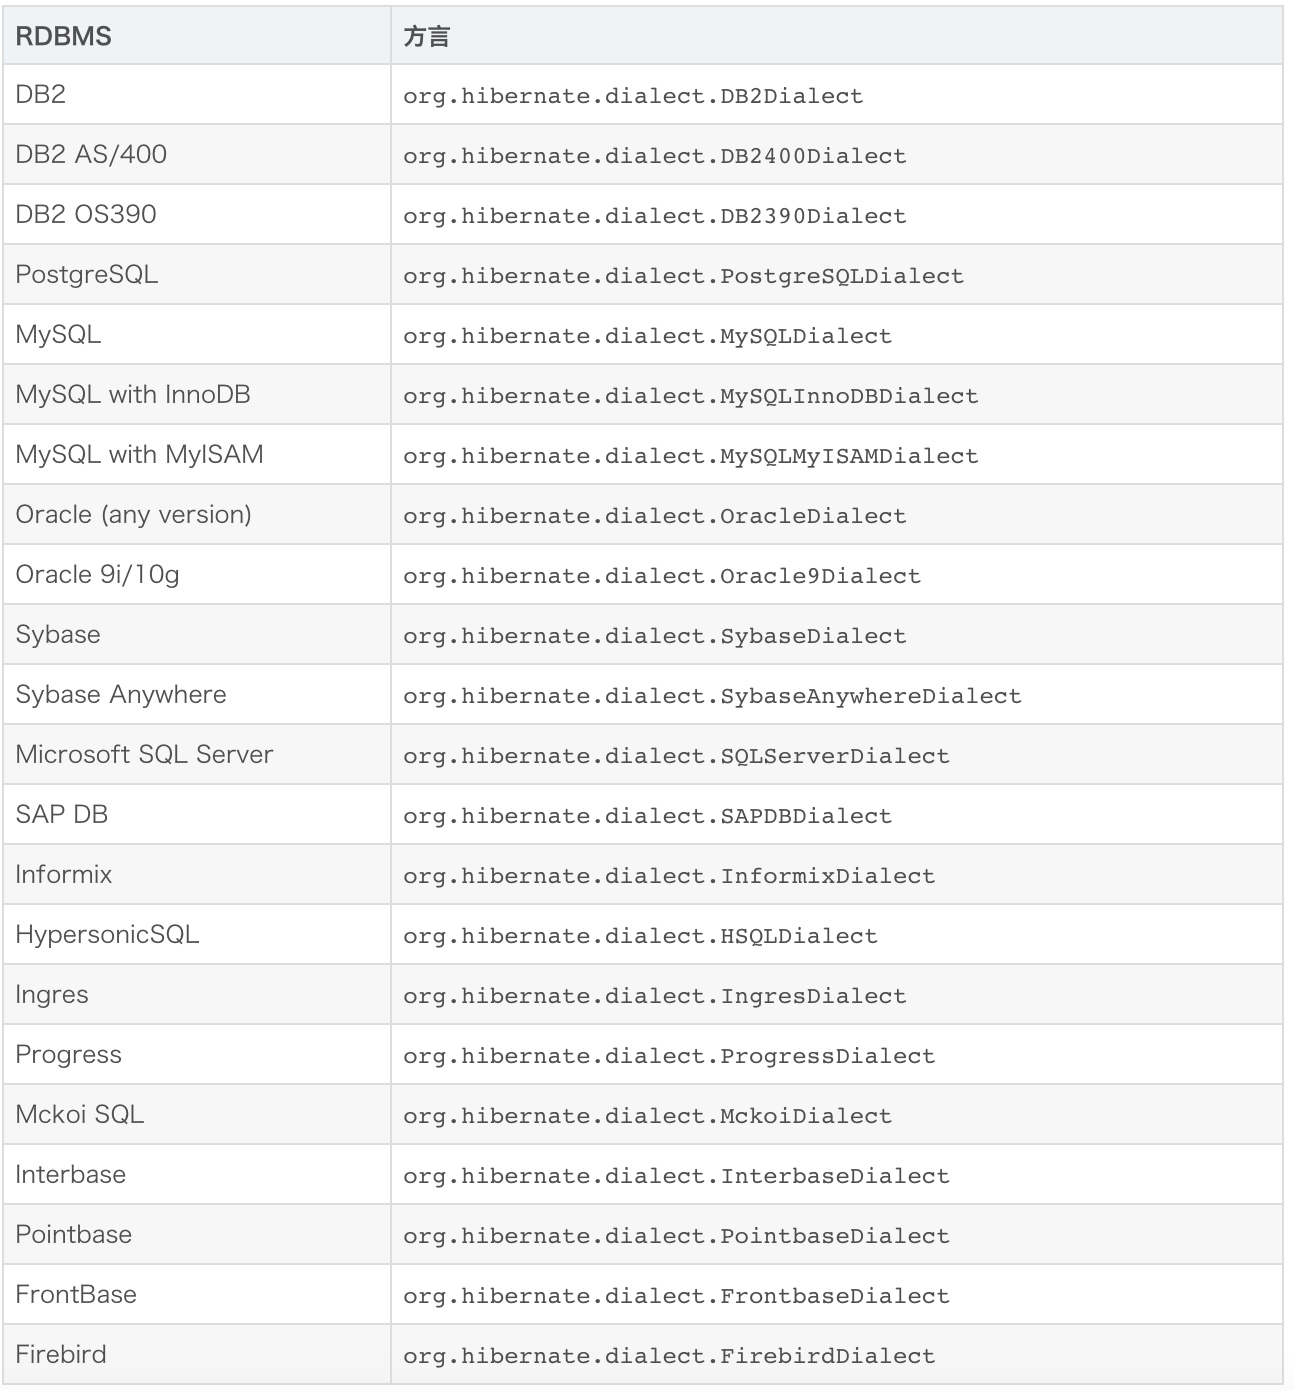 RDBMS 方言
DB2 org.hibernate.dialect.DB2Dialect
DB2 AS/400 org.hibernate.dialect.DB2400Dialect
DB2 OS390 org.hibernate.dialect.DB2390Dialect
PostgreSQL org.hibernate.dialect.PostgreSQLDialect
MySQL org.hibernate.dialect.MySQLDialect
MySQL with InnoDB org.hibernate.dialect.MySQLInnoDBDialect
MySQL with MyISAM org.hibernate.dialect.MySQLMyISAMDialect
Oracle (any version) org.hibernate.dialect.OracleDialect
Oracle 9i/10g org.hibernate.dialect.Oracle9Dialect
Sybase org.hibernate.dialect.SybaseDialect
Sybase Anywhere org.hibernate.dialect.SybaseAnywhereDialect
Microsoft SQL Server org.hibernate.dialect.SQLServerDialect
SAP DB org.hibernate.dialect.SAPDBDialect
Informix org.hibernate.dialect.InformixDialect
HypersonicSQL org.hibernate.dialect.HSQLDialect
Ingres org.hibernate.dialect.IngresDialect
Progress org.hibernate.dialect.ProgressDialect
Mckoi SQL org.hibernate.dialect.MckoiDialect
Interbase org.hibernate.dialect.InterbaseDialect
Pointbase org.hibernate.dialect.PointbaseDialect
FrontBase org.hibernate.dialect.FrontbaseDialect
Firebird org.hibernate.dialect.FirebirdDialect